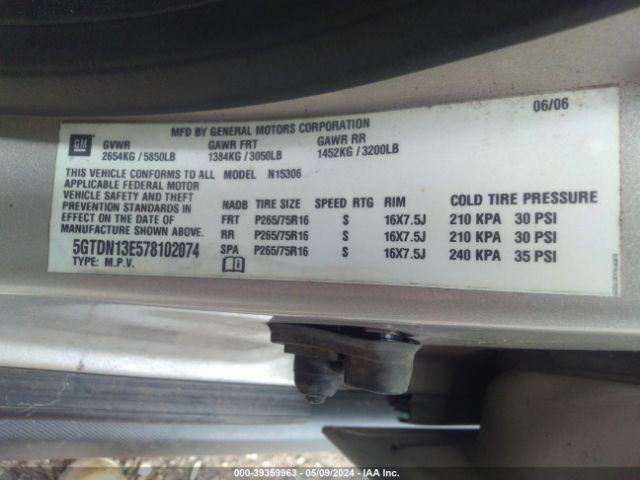 06/06
MFD BY GENERAL MOTORS CORPORATION
GM GVWR GAWR FRT GAWR RR
2654KG / 5850LB 1384KG / 3050LB 1452KG / 3200LB
THIS VEHICLE CONFORMS TO ALL MODEL N15306
APPLICABLE FEDERAL MOTOR
VEHICLE SAFETY AND THEFT
PREVENTION STANDARDS IN
EFFECT ON THE DATE OF
MANUFACTURE SHOWN ABOVE.
5GTDN13E578102074
TYPE: M.P.V.
NADB TIRE SIZE SPEED RTG RIM COLD TIRE PRESSURE
FRT P265/75R16 S 16X7.5J 210 KPA 30 PSI
RR P265/75R16 S 16X7.5J 210 KPA 30 PSI
SPA P265/75R16 S 16X7.5J 240 KPA 35 PSI
000-39359963 - 05/09/2024 - IAA Inc.